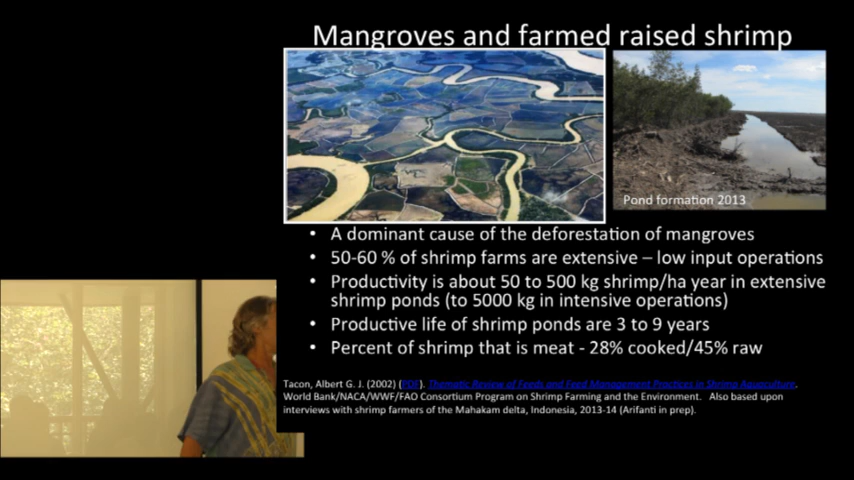 Mangroves and farmed raised shrimp
Pond formation 2013
• A dominant cause of the deforestation of mangroves
• 50-60 % of shrimp farms are extensive – low input operations
• Productivity is about 50 to 500 kg shrimp/ha year in extensive
shrimp ponds (to 5000 kg in intensive operations)
• Productive life of shrimp ponds are 3 to 9 years
• Percent of shrimp that is meat - 28% cooked/45% raw
Tacon, Albert G. J. (2002) (PDF). Thematic Review of Feeds and Feed Management Practices in Shrimp Aquaculture.
World Bank/NACA/WWF/FAO Consortium Program on Shrimp Farming and the Environment. Also based upon
interviews with shrimp farmers of the Mahakam delta, Indonesia, 2013-14 (Arifanti in prep).